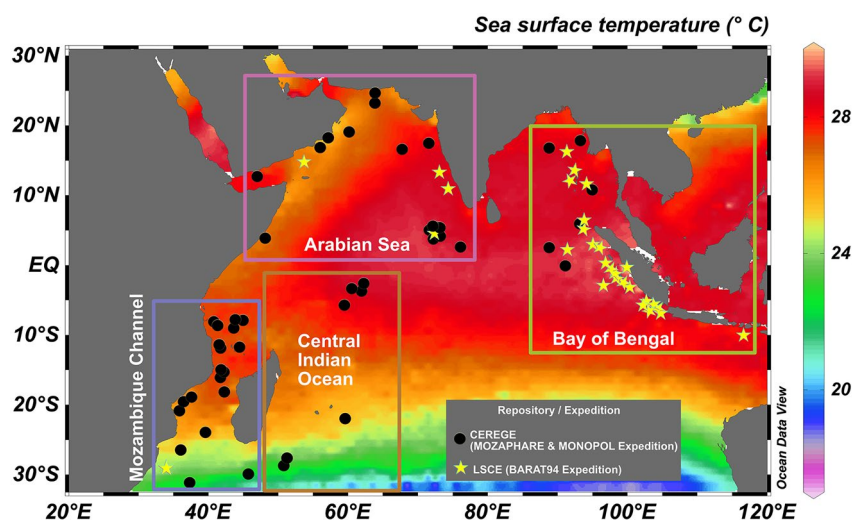 Sea surface temperature (° C)
30°N
20°N
10°N
EQ
10°S
20°S
30°S
Arabian Sea
Mozambique Channel
Central
Indian
Ocean
Bay of Bengal
Repository / Expedition
CEREGE
(MOZAPHARE & MONOPOL Expedition)
LSCE (BARAT94 Expedition)
Ocean Data View
28
20
20°E
40°E
60°E
80°E
100°E
120°E